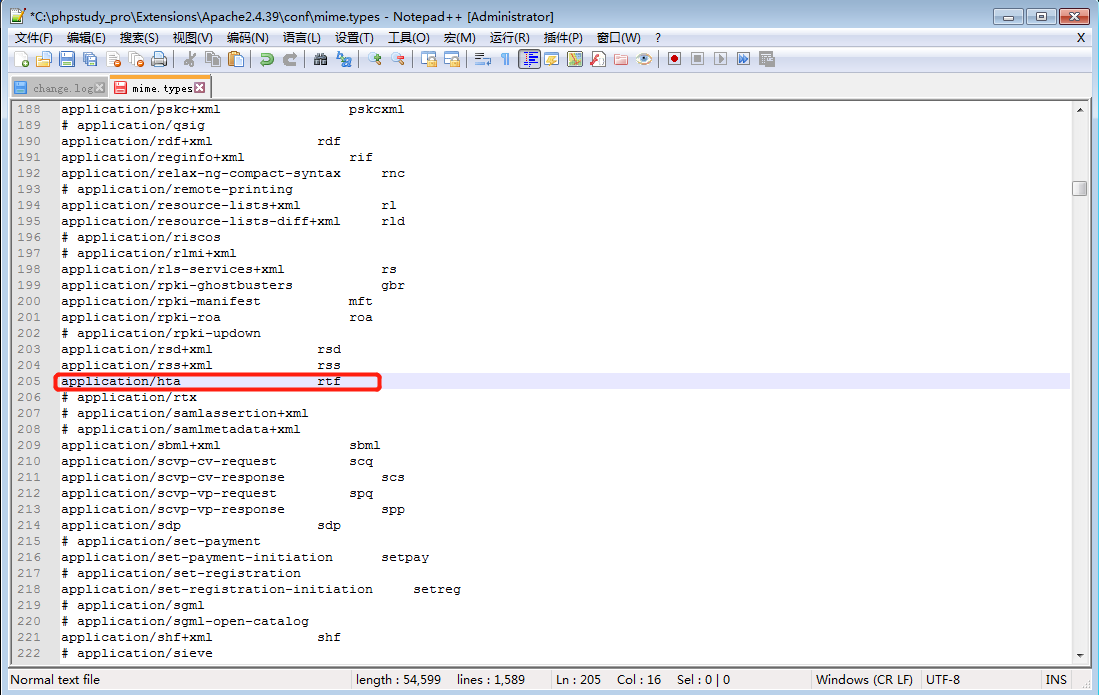 *C:\phpstudy_pro\Extensions\Apache2.4.39\conf\mime.types - Notepad++ [Administrator]
文件(F) 编辑(E) 搜索(S) 视图(V) 编码(N) 语言(L) 设置(T) 工具(O) 宏(M) 运行(R) 插件(P) 窗口(W) ? X
change.log mime.types
188 application/pskc+xml pskcxml
189 # application/qsig
190 application/rdf+xml rdf
191 application/reginfo+xml rif
192 application/relax-ng-compact-syntax rnc
193 # application/remote-printing
194 application/resource-lists+xml rl
195 application/resource-lists-diff+xml rld
196 # application/riscos
197 # application/rlmi+xml
198 application/rls-services+xml rs
199 application/rpki-ghostbusters gbr
200 application/rpki-manifest mft
201 application/rpki-roa roa
202 # application/rpki-updown
203 application/rsd+xml rsd
204 application/rss+xml rss
205 application/hta rtf
206 # application/rtx
207 # application/samlassertion+xml
208 # application/samlmetadata+xml
209 application/sbml+xml sbml
210 application/scvp-cv-request scq
211 application/scvp-cv-response scs
212 application/scvp-vp-request spq
213 application/scvp-vp-response spp
214 application/sdp sdp
215 # application/set-payment
216 application/set-payment-initiation setpay
217 # application/set-registration
218 application/set-registration-initiation setreg
219 # application/sgml
220 # application/sgml-open-catalog
221 application/shf+xml shf
222 # application/sieve
Normal text file length : 54,599 lines : 1,589 Ln : 205 Col : 16 Sel : 0 | 0 Windows (CR LF) UTF-8 INS